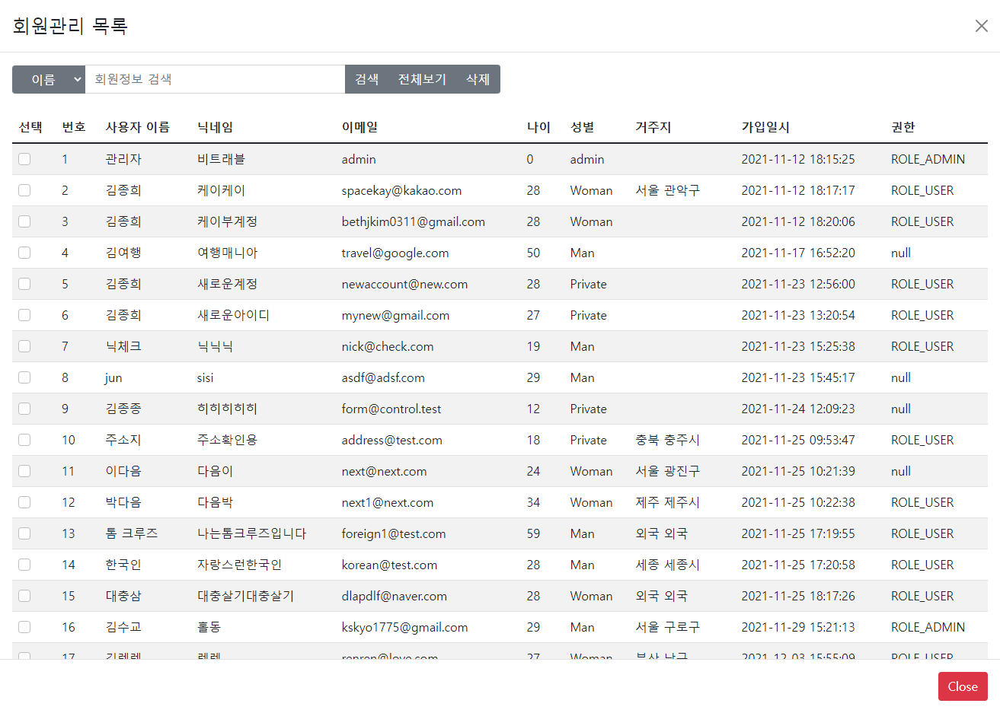 회원관리 목록
이름 회원정보 검색 검색 전체보기 삭제
선택 번호 사용자 이름 닉네임 이메일 나이 성별 거주지 가입일시 권한
1 관리자 비트래블 admin 0 admin 2021-11-12 18:15:25 ROLE_ADMIN
2 김종희 케이케이 spacekay@kakao.com 28 Woman 서울 관악구 2021-11-12 18:17:17 ROLE_USER
3 김종희 케이부계정 bethjkim0311@gmail.com 28 Woman 2021-11-12 18:20:06 ROLE_USER
4 김여행 여행매니아 travel@google.com 50 Man 2021-11-17 16:52:20 null
5 김종희 새로운계정 newaccount@new.com 28 Private 2021-11-23 12:56:00 ROLE_USER
6 김종희 새로운아이디 mynew@gmail.com 27 Private 2021-11-23 13:20:54 ROLE_USER
7 닉체크 닉닉닉 nick@check.com 19 Man 2021-11-23 15:25:38 ROLE_USER
8 jun sisi asdf@adsf.com 29 Man 2021-11-23 15:45:17 null
9 김종종 히히히히히 form@control.test 12 Private 2021-11-24 12:09:23 null
10 주소지 주소확인용 address@test.com 18 Private 충북 충주시 2021-11-25 09:53:47 ROLE_USER
11 이다음 다음이 next@next.com 24 Woman 서울 광진구 2021-11-25 10:21:39 null
12 박다음 다음박 next1@next.com 34 Woman 제주 제주시 2021-11-25 10:22:38 ROLE_USER
13 톰 크루즈 나는톰크루즈입니다 foreign1@test.com 59 Man 외국 외국 2021-11-25 17:19:55 ROLE_USER
14 한국인 자랑스런한국인 korean@test.com 28 Man 세종 세종시 2021-11-25 17:20:58 ROLE_USER
15 대충삼 대충살기대충살기 dlapdlf@naver.com 28 Woman 외국 외국 2021-11-25 18:17:26 ROLE_USER
16 김수교 홀동 kskyo1775@gmail.com 29 Man 서울 구로구 2021-11-29 15:21:13 ROLE_ADMIN
17 27 Woman 부산 남구 2021-12-03 15:55:09 ROLE_USER
Close